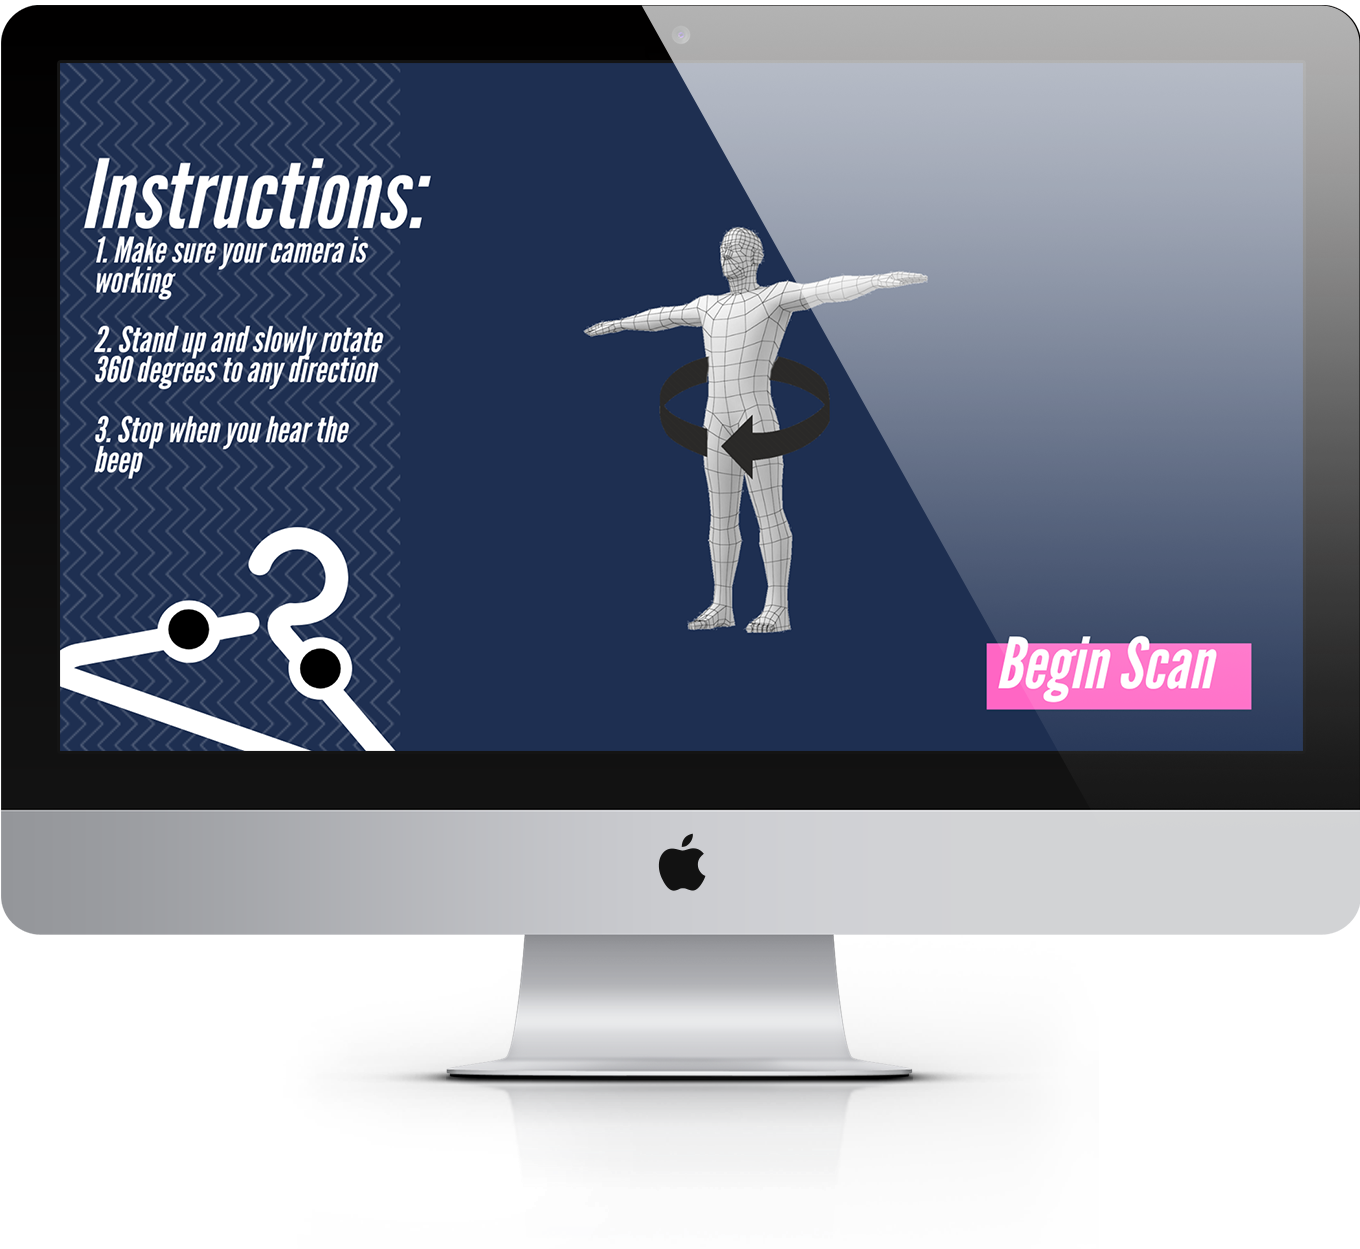 Instructions:
1. Make sure your camera is
working
2. Stand up and slowly rotate
360 degrees to any direction
3. Stop when you hear the
beep
Begin Scan